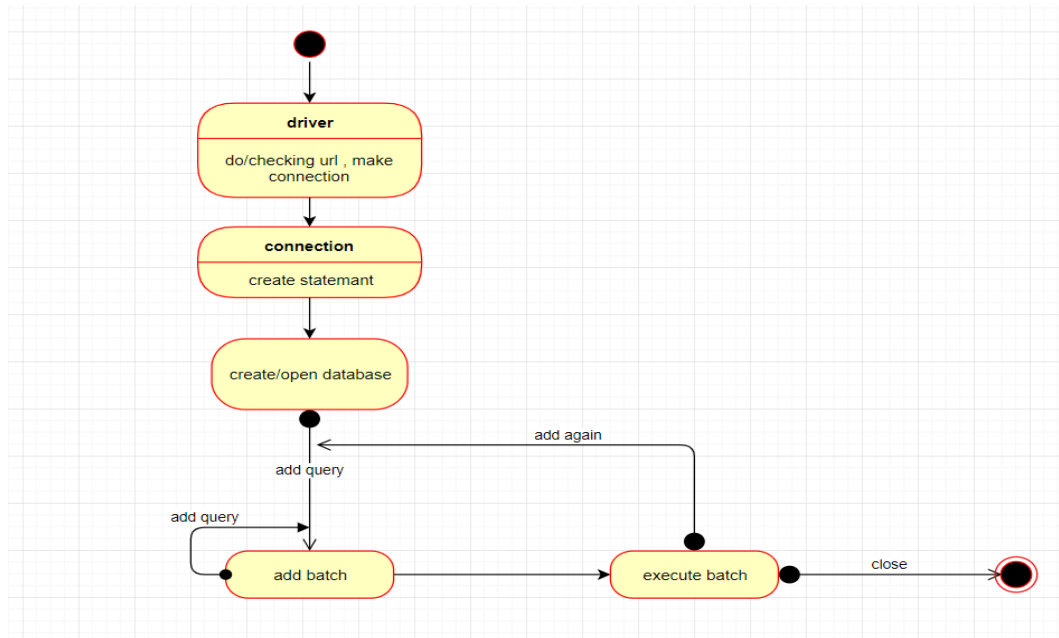 driver
do/checking url , make
connection
connection
create statemant
create/open database
add again
add query
add query
add batch
execute batch
close